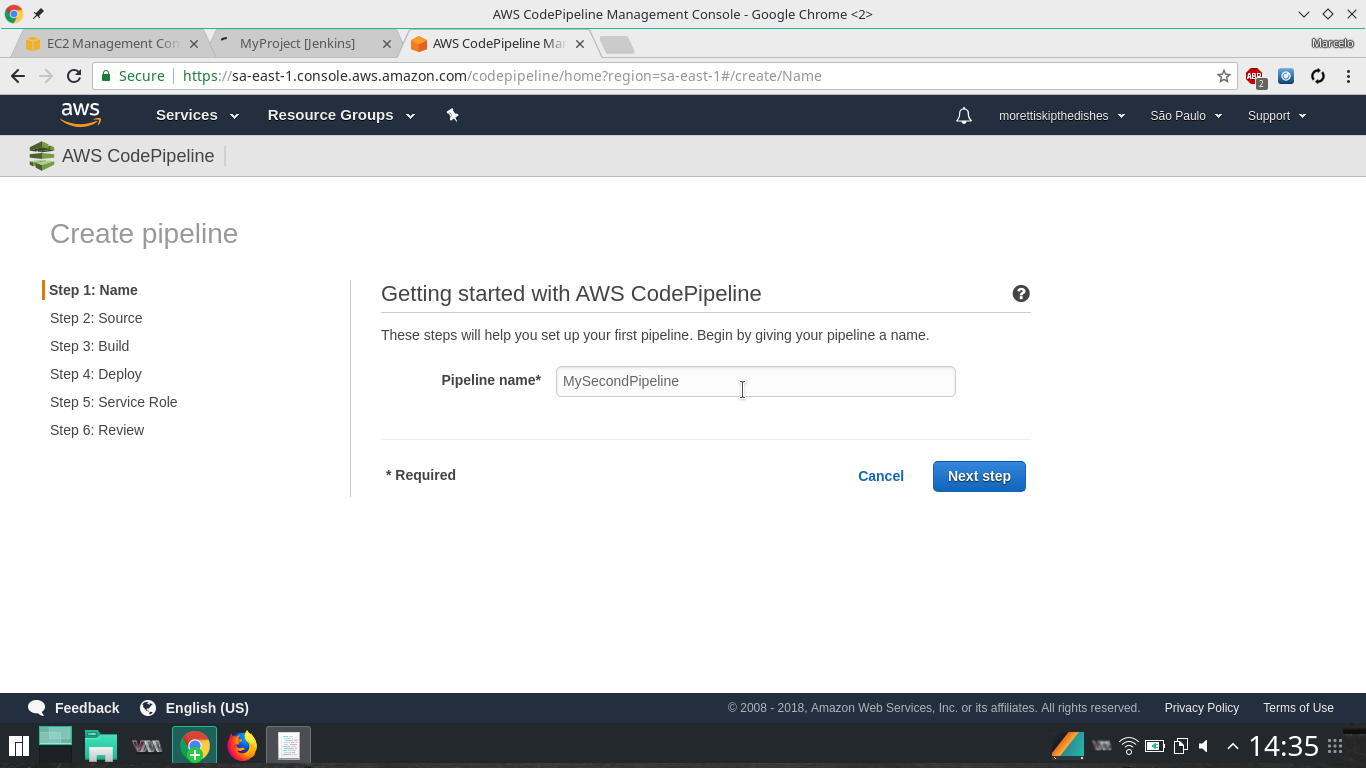 AWS CodePipeline Management Console - Google Chrome <2>
EC2 Management Con
MyProject [Jenkins]
AWS CodePipeline Ma
Marcelo
Secure
https://sa-east-1.console.aws.amazon.com/codepipeline/home?region=sa-east-1#/create/Name
ABP
2
aws
Services
Resource Groups
morettiskipthedishes
São Paulo
Support
AWS CodePipeline
Create pipeline
Step 1: Name
Step 2: Source
Step 3: Build
Step 4: Deploy
Step 5: Service Role
Step 6: Review
Getting started with AWS CodePipeline
?
These steps will help you set up your first pipeline. Begin by giving your pipeline a name.
Pipeline name*
MySecondPipeline
* Required
Cancel
Next step
Feedback
English (US)
© 2008 - 2018, Amazon Web Services, Inc. or its affiliates. All rights reserved.
Privacy Policy
Terms of Use
14:35